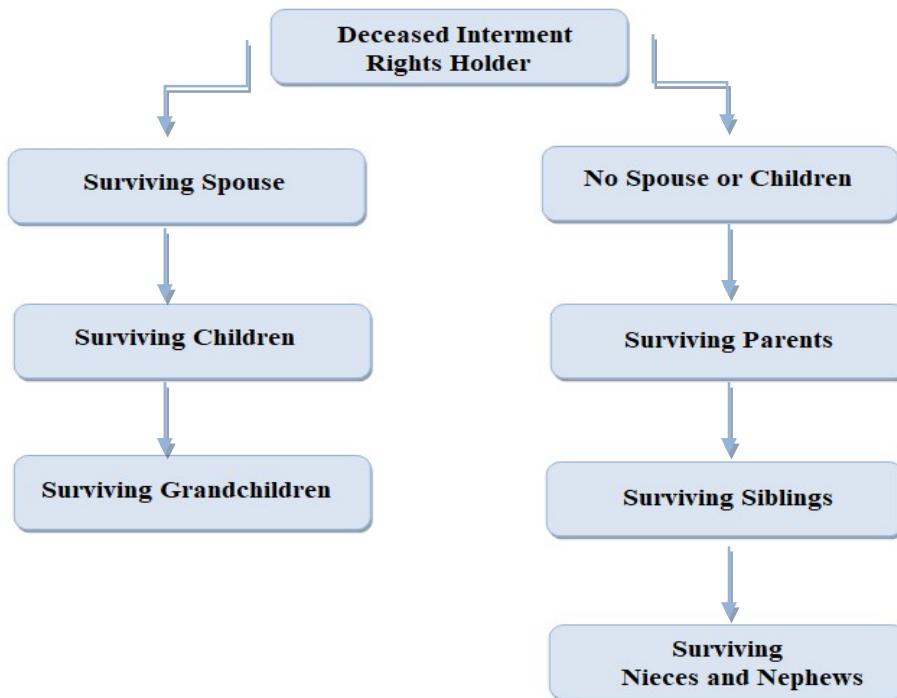 Deceased Interment
Rights Holder
Surviving Spouse
Surviving Children
Surviving Grandchildren
No Spouse or Children
Surviving Parents
Surviving Siblings
Surviving
Nieces and Nephews